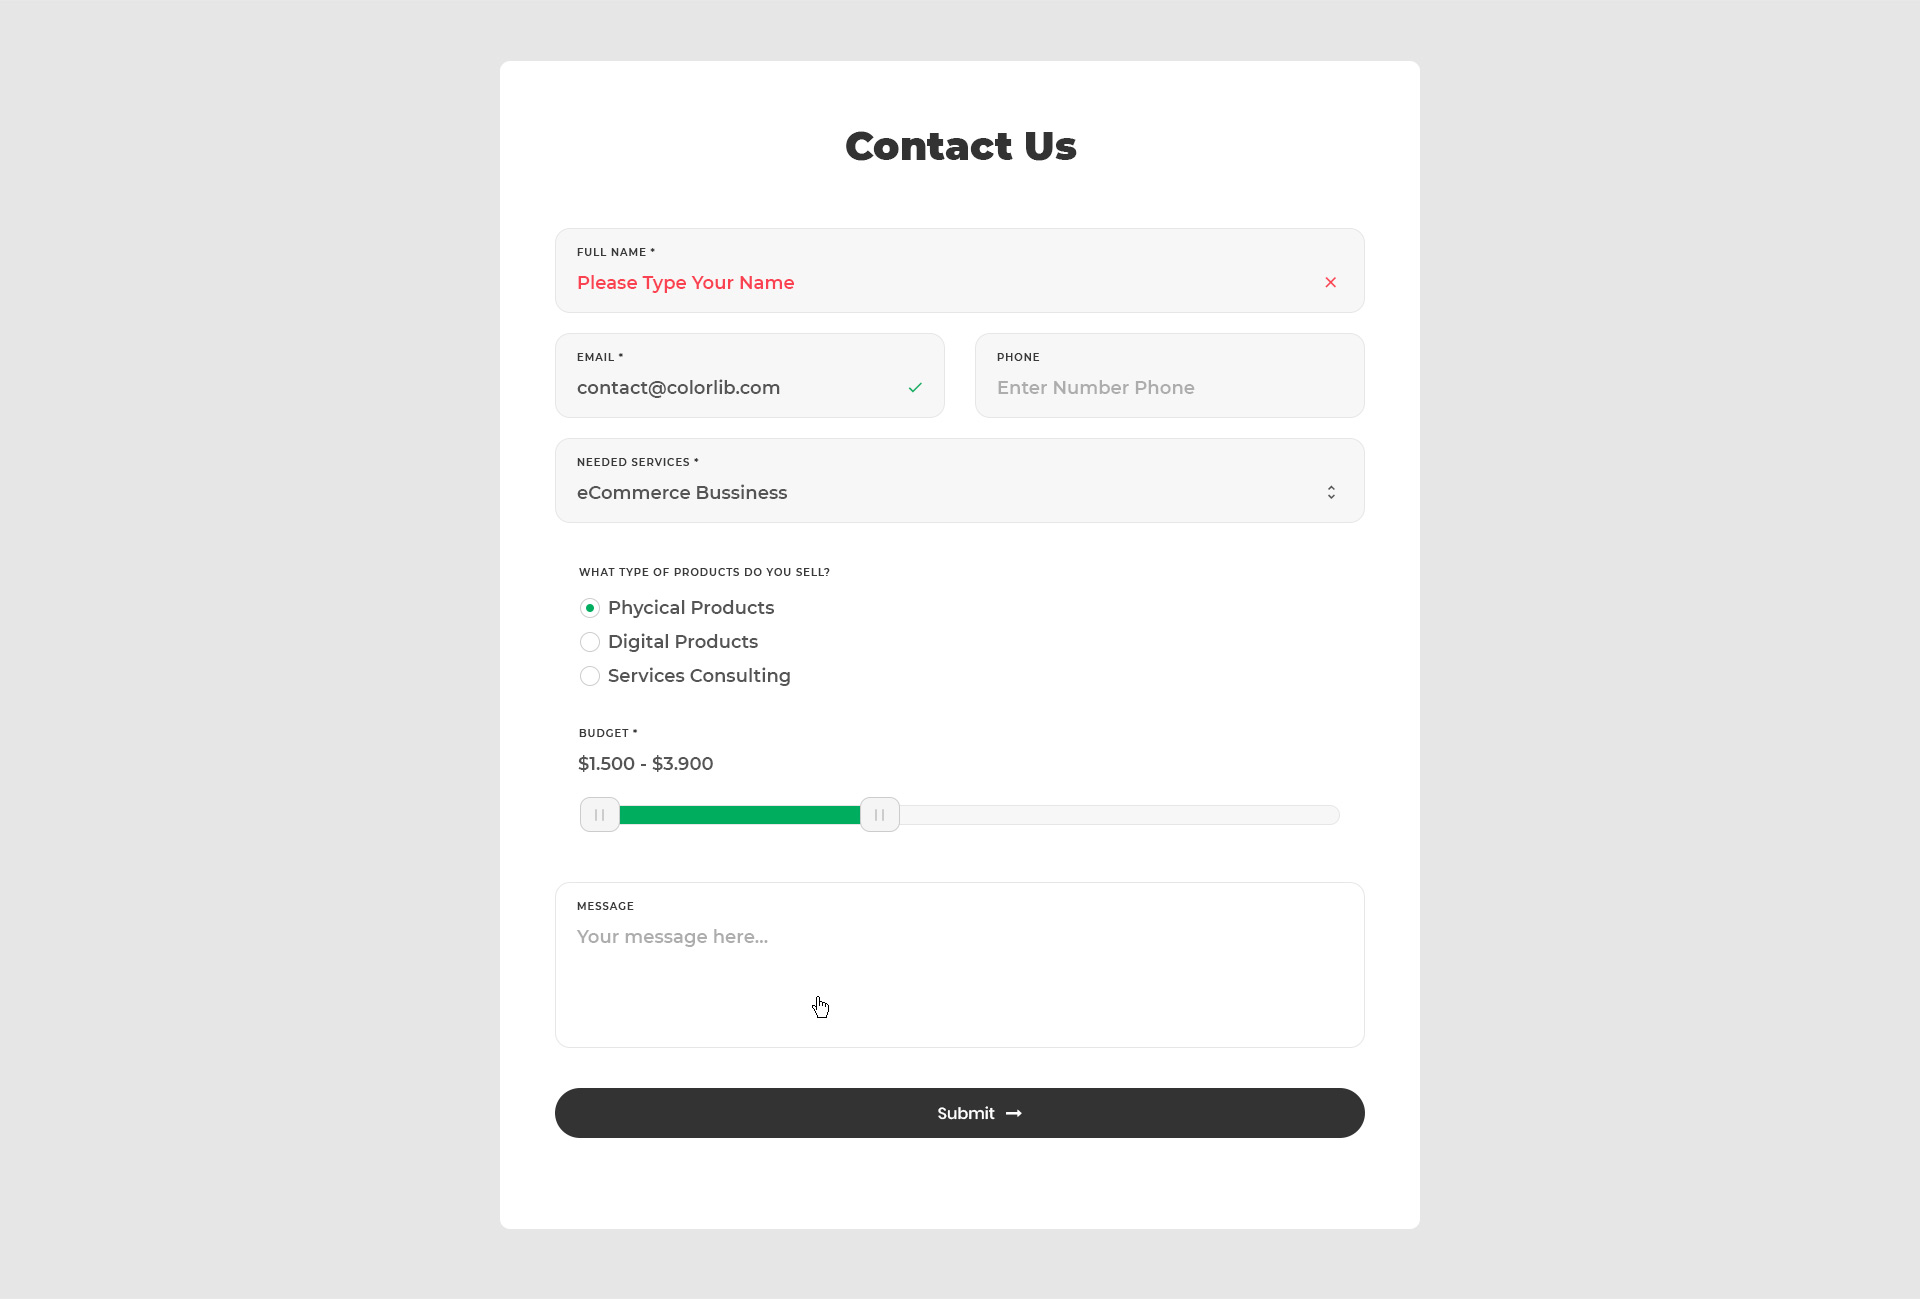 Contact Us
FULL NAME *
Please Type Your Name
EMAIL *
contact@colorlib.com
PHONE
Enter Number Phone
NEEDED SERVICES *
eCommerce Bussiness
WHAT TYPE OF PRODUCTS DO YOU SELL?
Phycical Products
Digital Products
Services Consulting
BUDGET *
$1.500 - $3.900
MESSAGE
Your message here...
Submit